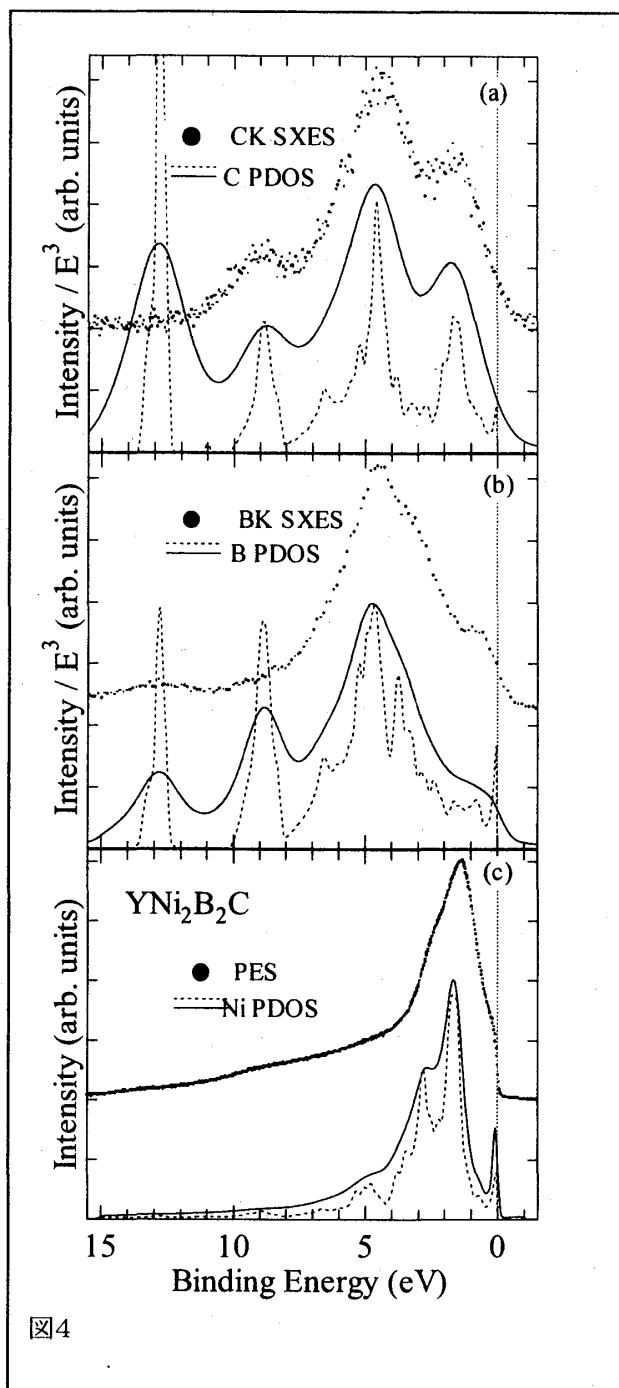 (a)
CK SXES
C PDOS
Intensity / E³ (arb. units)
(b)
BK SXES
B PDOS
Intensity / E³ (arb. units)
(c)
YNi₂B₂C
PES
Ni PDOS
Intensity (arb. units)
15 10 5 0
Binding Energy (eV)
図4